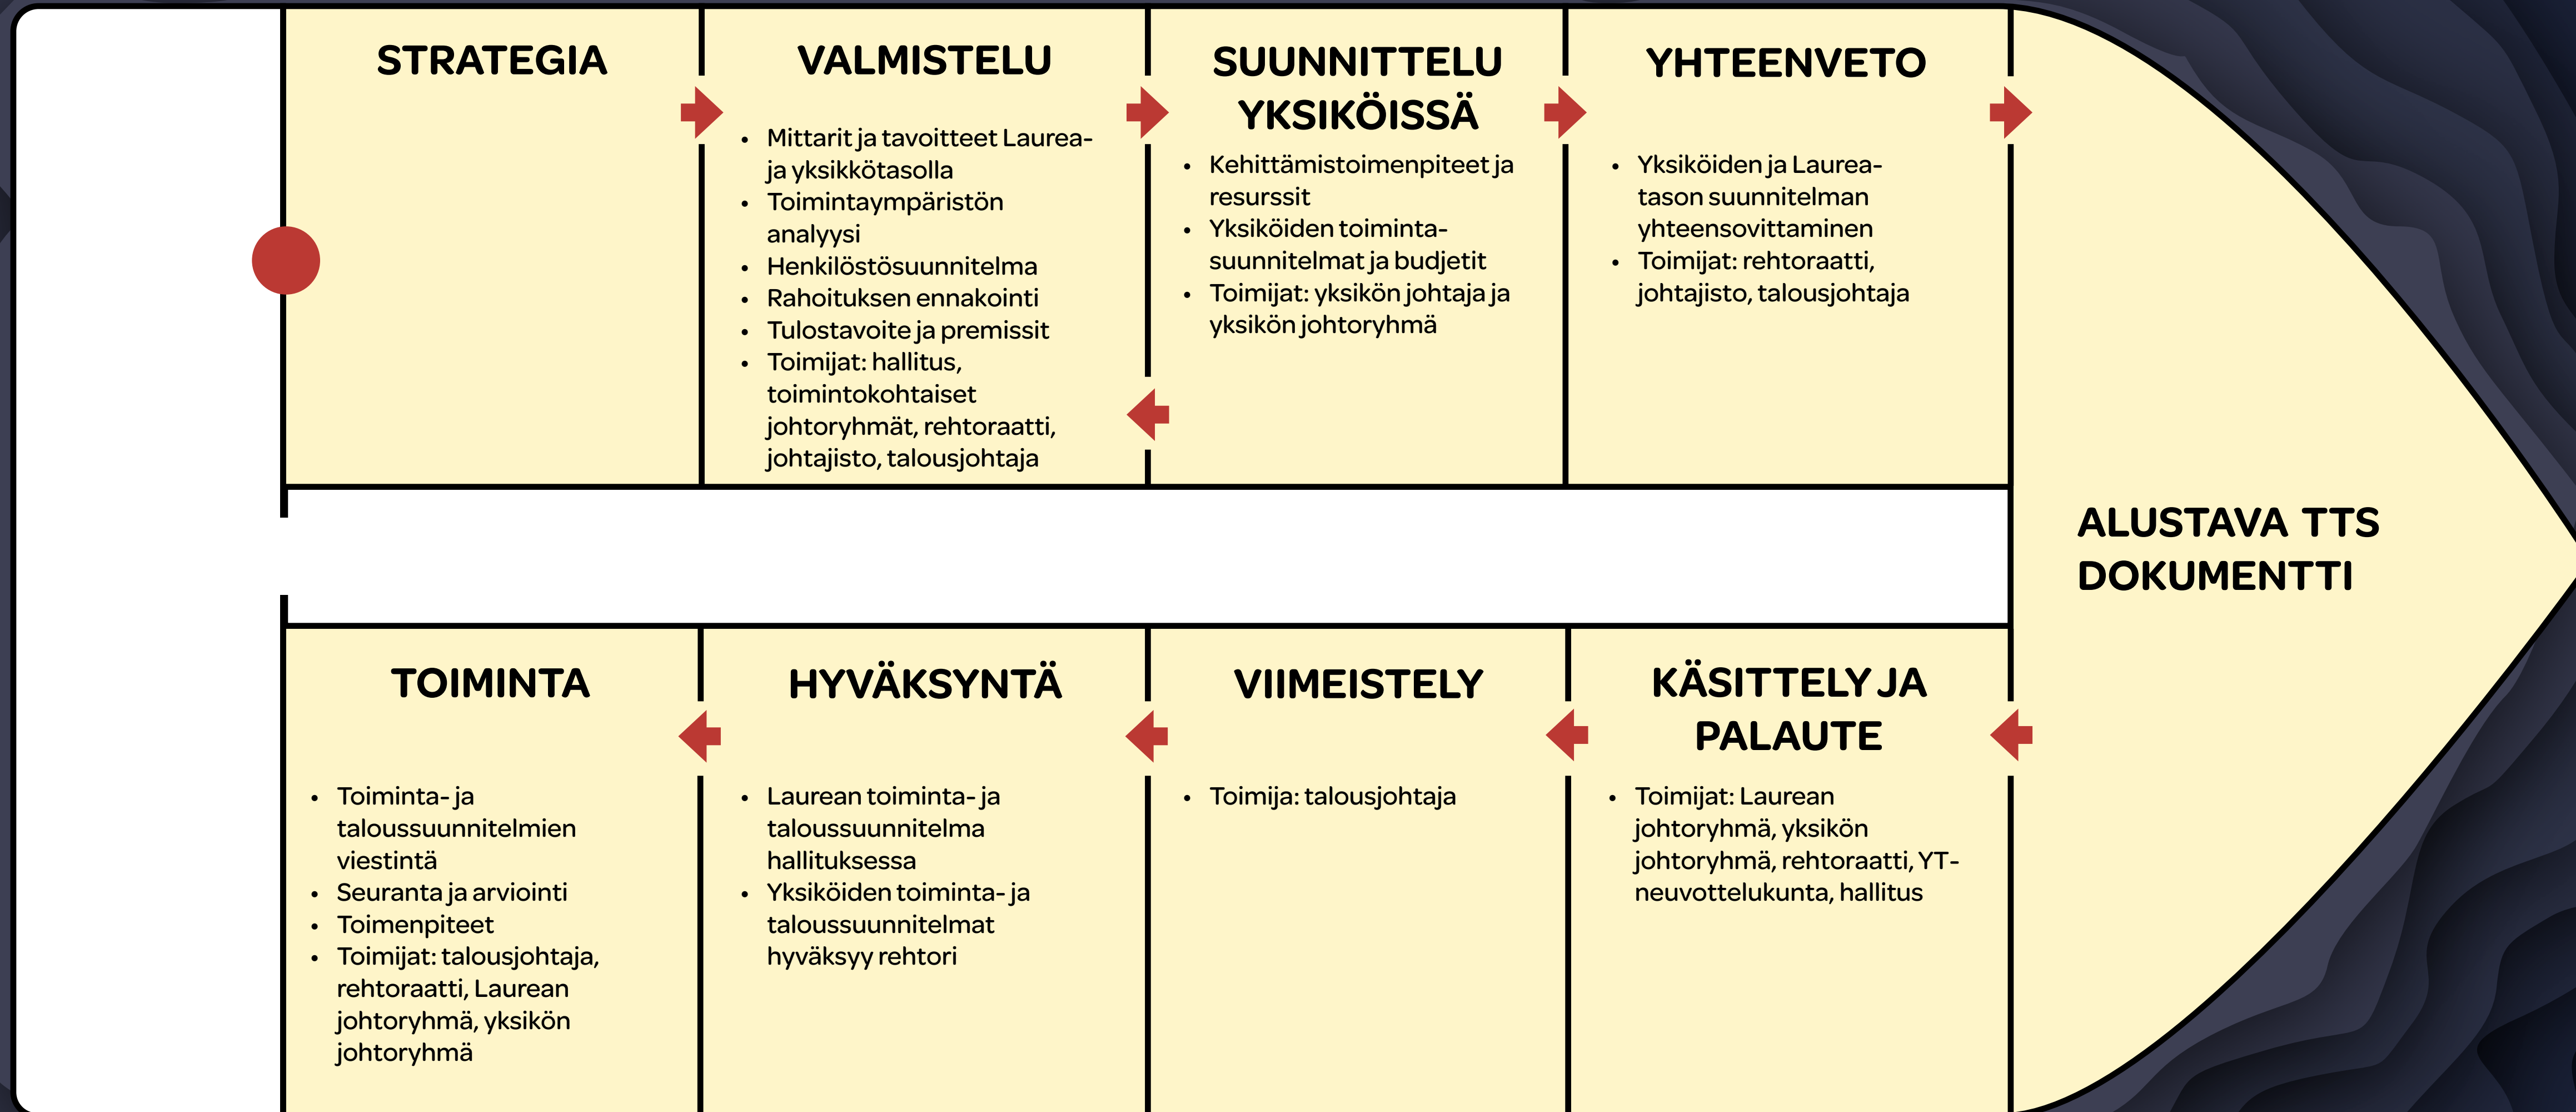 STRATEGIA
VALMISTELU
• Mittarit ja tavoitteet Laurea-
ja yksikkötasolla
• Toimintaympäristön
analyysi
• Henkilöstösuunnitelma
• Rahoituksen ennakointi
• Tulostavoite ja premissit
• Toimijat: hallitus,
toimintokohtaiset
johtoryhmät, rehtoraatti,
johtajisto, talousjohtaja
SUUNNITTELU
YKSIKÖISSÄ
• Kehittämistoimenpiteet ja
resurssit
• Yksiköiden toiminta-
suunnitelmat ja budjetit
• Toimijat: yksikön johtaja ja
yksikön johtoryhmä
YHTEENVETO
• Yksiköiden ja Laurea-
tason suunnitelman
yhteensovittaminen
• Toimijat: rehtoraatti,
johtajisto, talousjohtaja
ALUSTAVA TTS
DOKUMENTTI
KÄSITTELY JA
PALAUTE
• Toimijat: Laurean
johtoryhmä, yksikön
johtoryhmä, rehtoraatti, YT-
neuvottelukunta, hallitus
VIIMEISTELY
• Toimija: talousjohtaja
HYVÄKSYNTÄ
• Laurean toiminta- ja
taloussuunnitelma
hallituksessa
• Yksiköiden toiminta- ja
taloussuunnitelmat
hyväksyy rehtori
TOIMINTA
• Toiminta- ja
taloussuunnitelmien
viestintä
• Seuranta ja arviointi
• Toimenpiteet
• Toimijat: talousjohtaja,
rehtoraatti, Laurean
johtoryhmä, yksikön
johtoryhmä